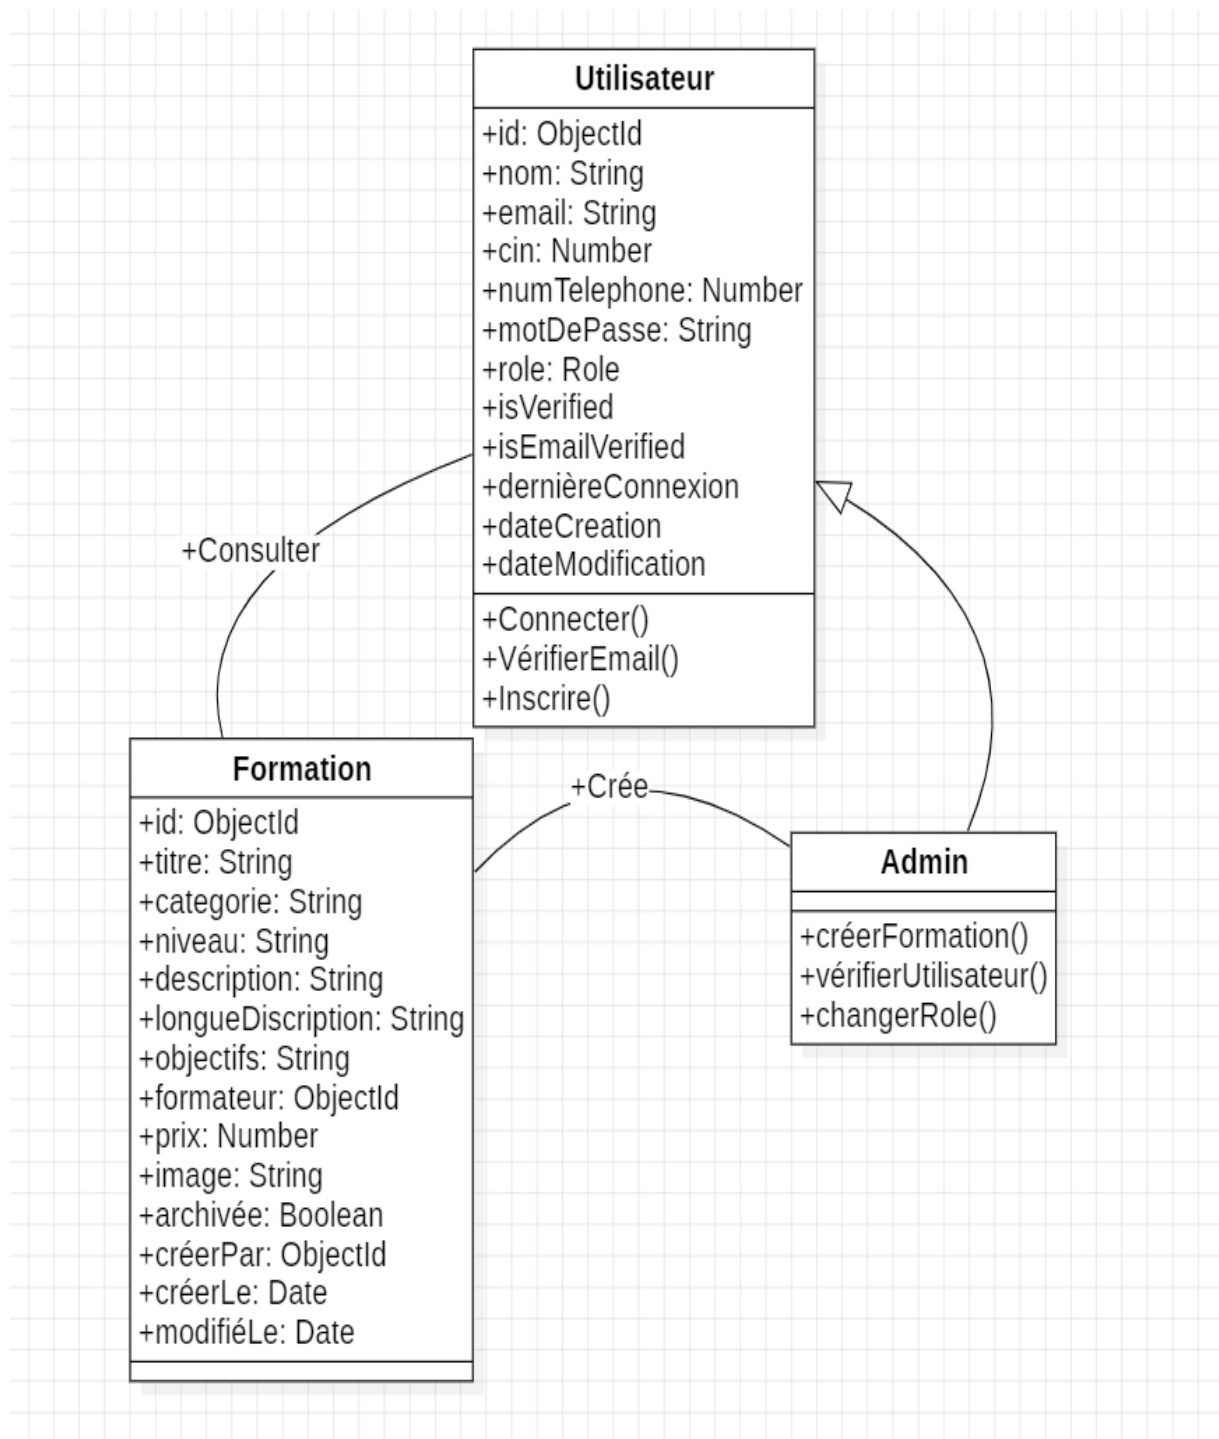 Utilisateur
+id: ObjectId
+nom: String
+email: String
+cin: Number
+numTelephone: Number
+motDePasse: String
+role: Role
+isVerified
+isEmailVerified
+dernièreConnexion
+dateCreation
+dateModification
+Connecter()
+VérifierEmail()
+Inscrire()
+Consulter
Formation
+id: ObjectId
+titre: String
+categorie: String
+niveau: String
+description: String
+longueDiscription: String
+objectifs: String
+formateur: ObjectId
+prix: Number
+image: String
+archivée: Boolean
+créerPar: ObjectId
+créerLe: Date
+modifiéLe: Date
+Crée
Admin
+créerFormation()
+vérifierUtilisateur()
+changerRole()